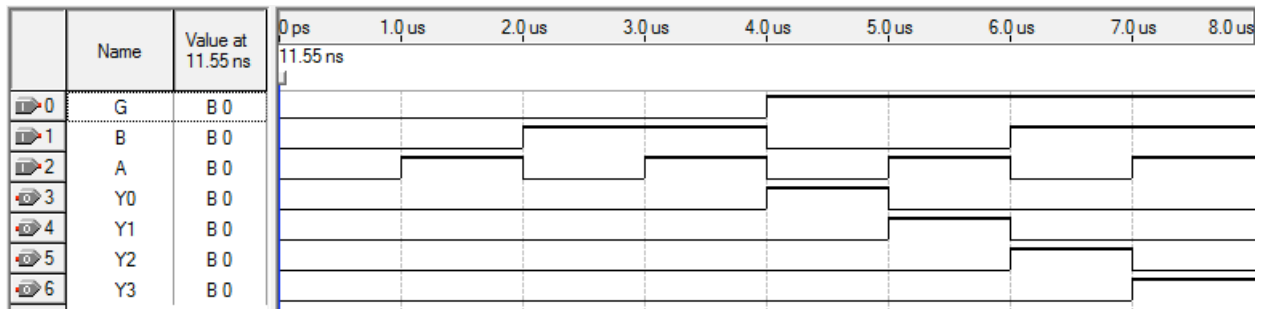 Name
Value at
11.55 ns
0 ps 1.0 us 2.0 us 3.0 us 4.0 us 5.0 us 6.0 us 7.0 us 8.0 us
11.55 ns
0 G B 0
1 B B 0
2 A B 0
3 Y0 B 0
4 Y1 B 0
5 Y2 B 0
6 Y3 B 0